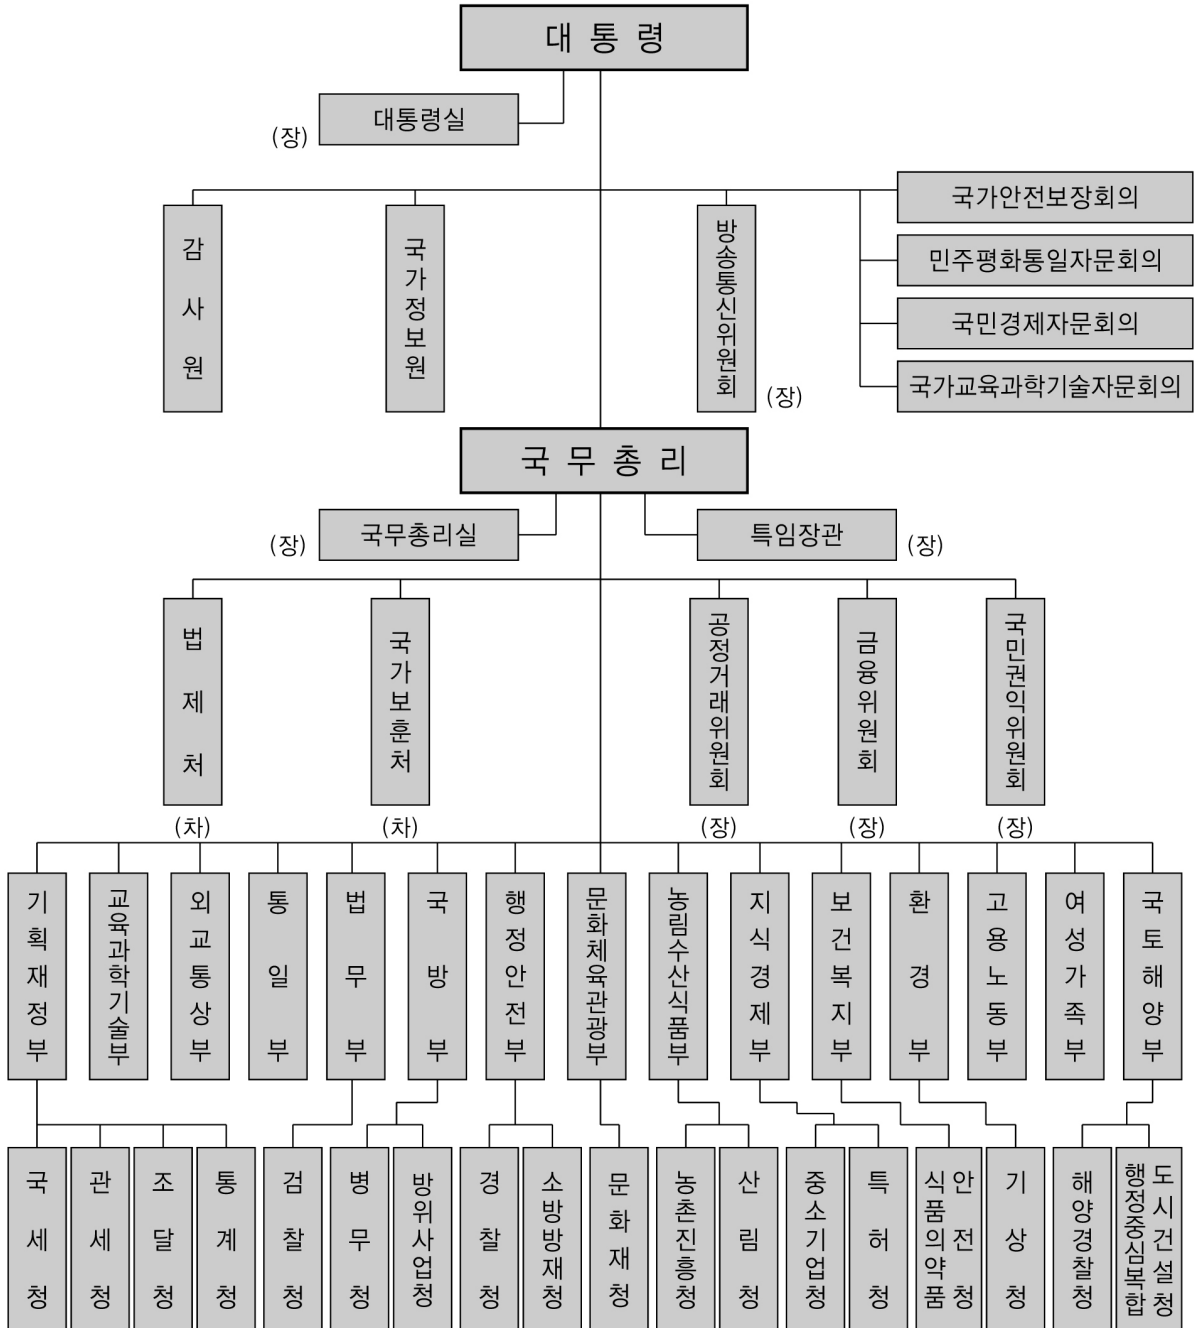 대 통 령
대통령실
(장)
감사원
국가정보원
방송통신위원회
(장)
국가안전보장회의
민주평화통일자문회의
국민경제자문회의
국가교육과학기술자문회의
국 무 총 리
(장)
국무총리실
특임장관
(장)
법제처
국가보훈처
공정거래위원회
금융위원회
국민권익위원회
(차)
(차)
(장)
(장)
(장)
기획재정부
교육과학기술부
외교통상부
통일부
법무부
국방부
행정안전부
문화체육관광부
농림수산식품부
지식경제부
보건복지부
환경부
고용노동부
여성가족부
국토해양부
국세청
관세청
조달청
통계청
검찰청
병무청
방위사업청
경찰청
소방방재청
문화재청
농촌진흥청
산림청
중소기업청
특허청
식품의약품
안전청
기상청
해양경찰청
행정중심복합
도시건설청